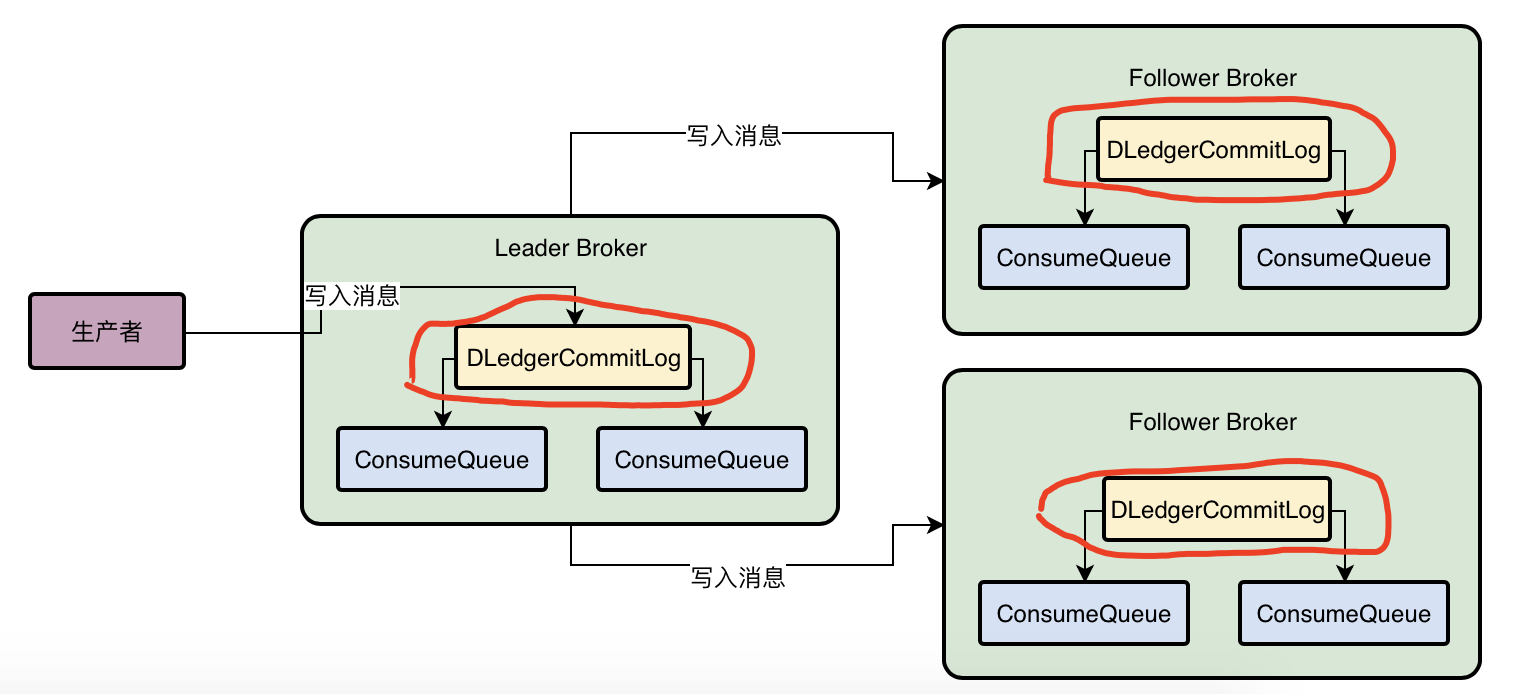 生产者
写入消息
Leader Broker
DLedgerCommitLog
ConsumeQueue
ConsumeQueue
写入消息
Follower Broker
DLedgerCommitLog
ConsumeQueue
ConsumeQueue
写入消息
Follower Broker
DLedgerCommitLog
ConsumeQueue
ConsumeQueue